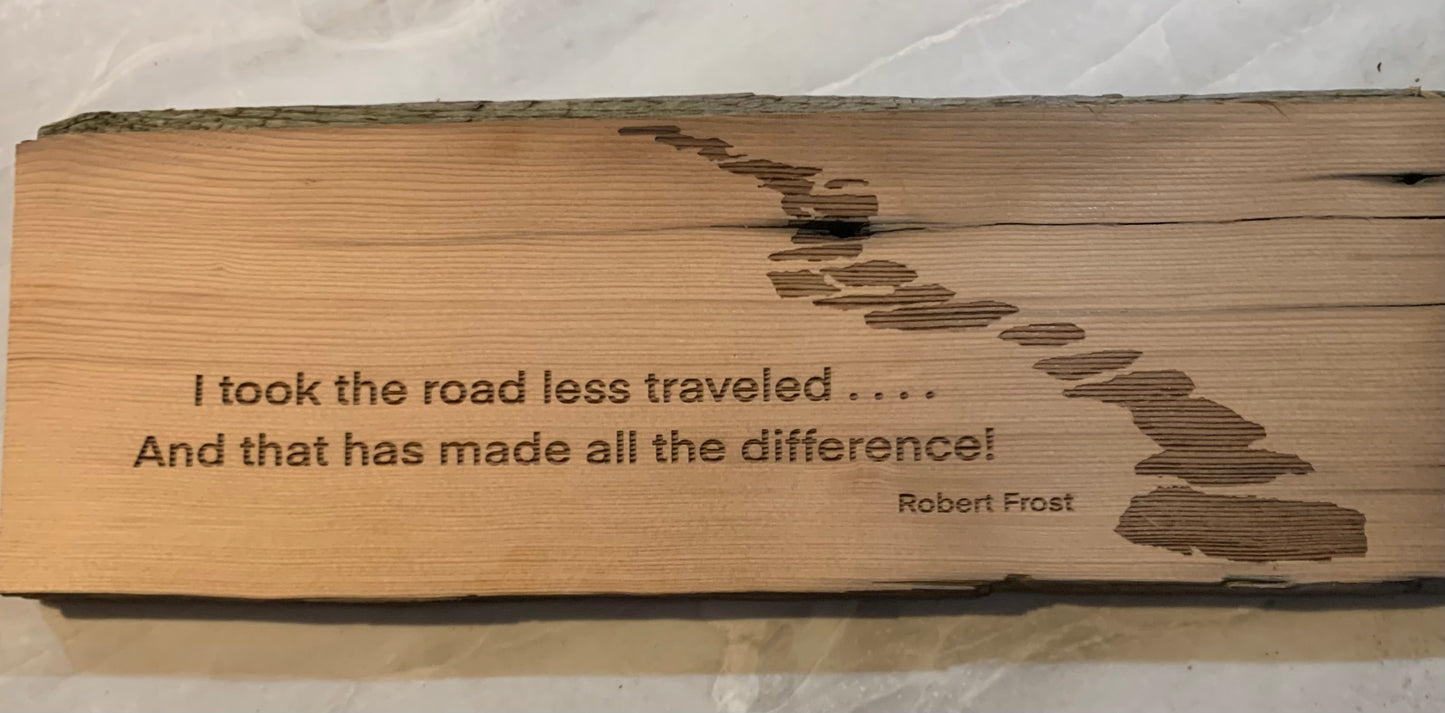 I took the road less traveled . . . .
And that has made all the difference!
Robert Frost